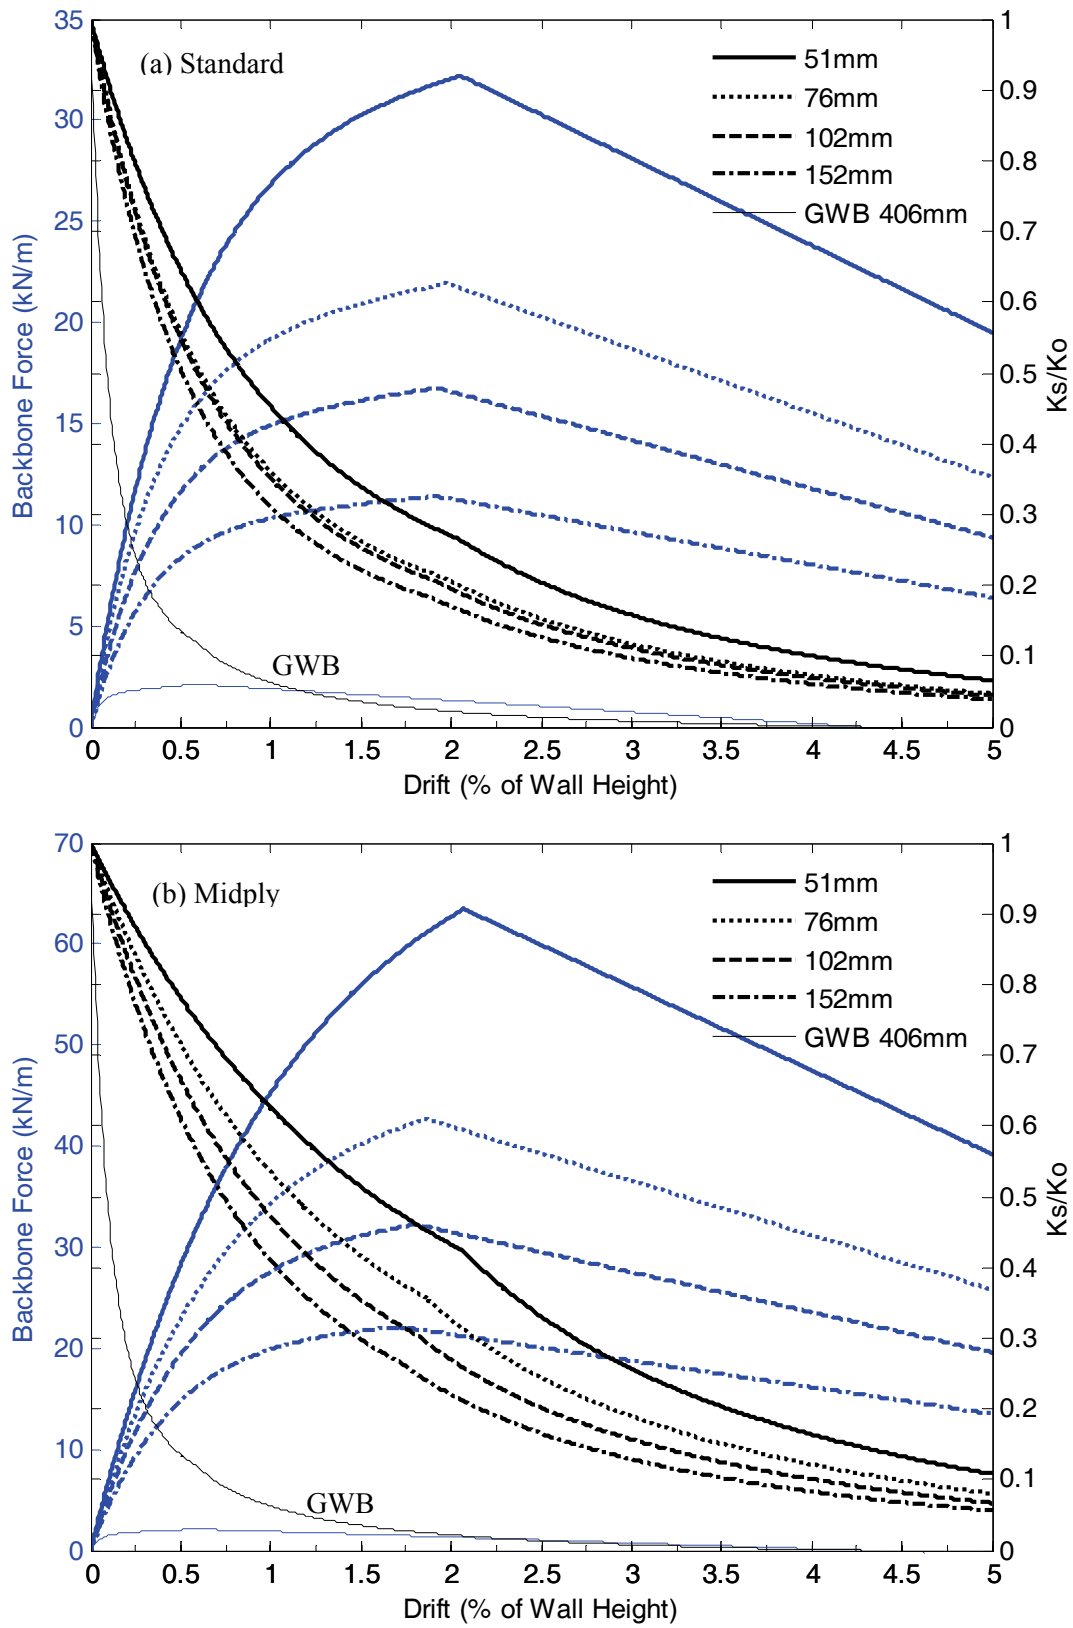 35
30
25
20
15
10
5
0
Backbone Force (kN/m)
(a) Standard
51mm
76mm
102mm
152mm
GWB 406mm
GWB
1
0.9
0.8
0.7
0.6
0.5
0.4
0.3
0.2
0.1
0
Ks/Ko
0 0.5 1 1.5 2 2.5 3 3.5 4 4.5 5
Drift (% of Wall Height)
70
60
50
40
30
20
10
0
Backbone Force (kN/m)
(b) Midply
51mm
76mm
102mm
152mm
GWB 406mm
GWB
1
0.9
0.8
0.7
0.6
0.5
0.4
0.3
0.2
0.1
0
Ks/Ko
0 0.5 1 1.5 2 2.5 3 3.5 4 4.5 5
Drift (% of Wall Height)